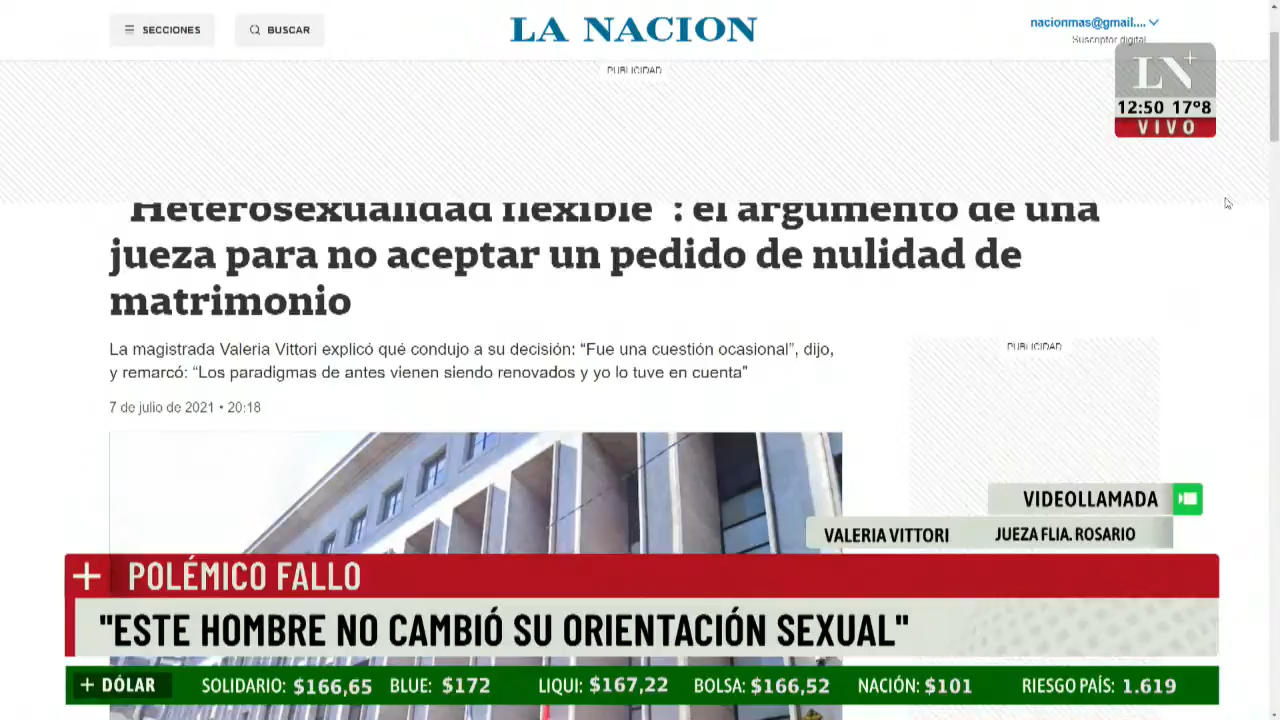 SECCIONES
BUSCAR
LA NACION
nacionmas@gmail....
Suscriptor digital
PUBLICIDAD
LN+
12:50 17º8
VIVO
"Heterosexualidad flexible": el argumento de una
jueza para no aceptar un pedido de nulidad de
matrimonio
La magistrada Valeria Vittori explicó qué condujo a su decisión: “Fue una cuestión ocasional”, dijo,
y remarcó: “Los paradigmas de antes vienen siendo renovados y yo lo tuve en cuenta”
7 de julio de 2021 • 20:18
PUBLICIDAD
VIDEOLLAMADA
VALERIA VITTORI JUEZA FLIA. ROSARIO
+ POLÉMICO FALLO
"ESTE HOMBRE NO CAMBIÓ SU ORIENTACIÓN SEXUAL"
+ DÓLAR SOLIDARIO: $166,65 BLUE: $172 LIQUI: $167,22 BOLSA: $166,52 NACIÓN: $101 RIESGO PAÍS: 1.619